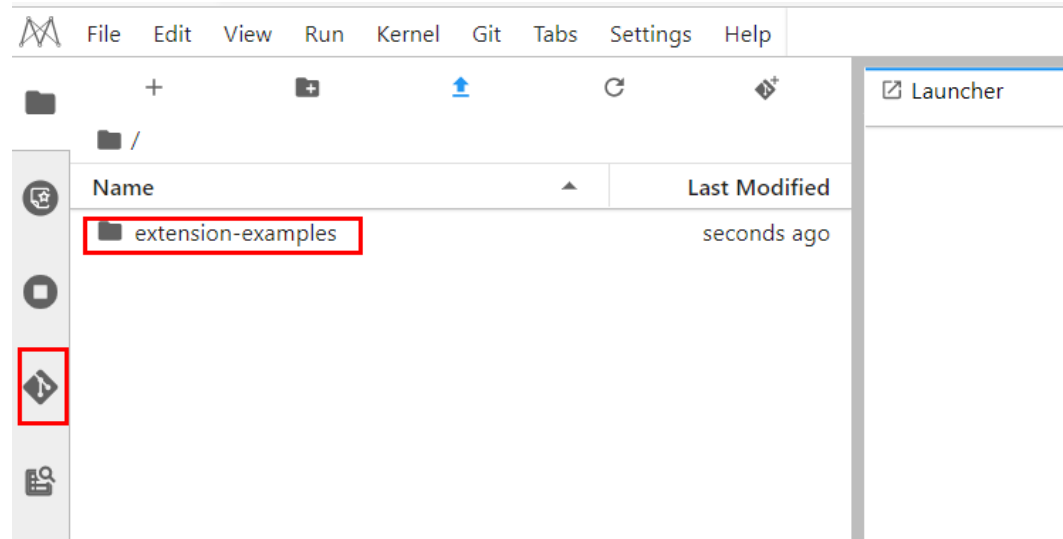 File Edit View Run Kernel Git Tabs Settings Help
Launcher
/
Name Last Modified
extension-examples seconds ago